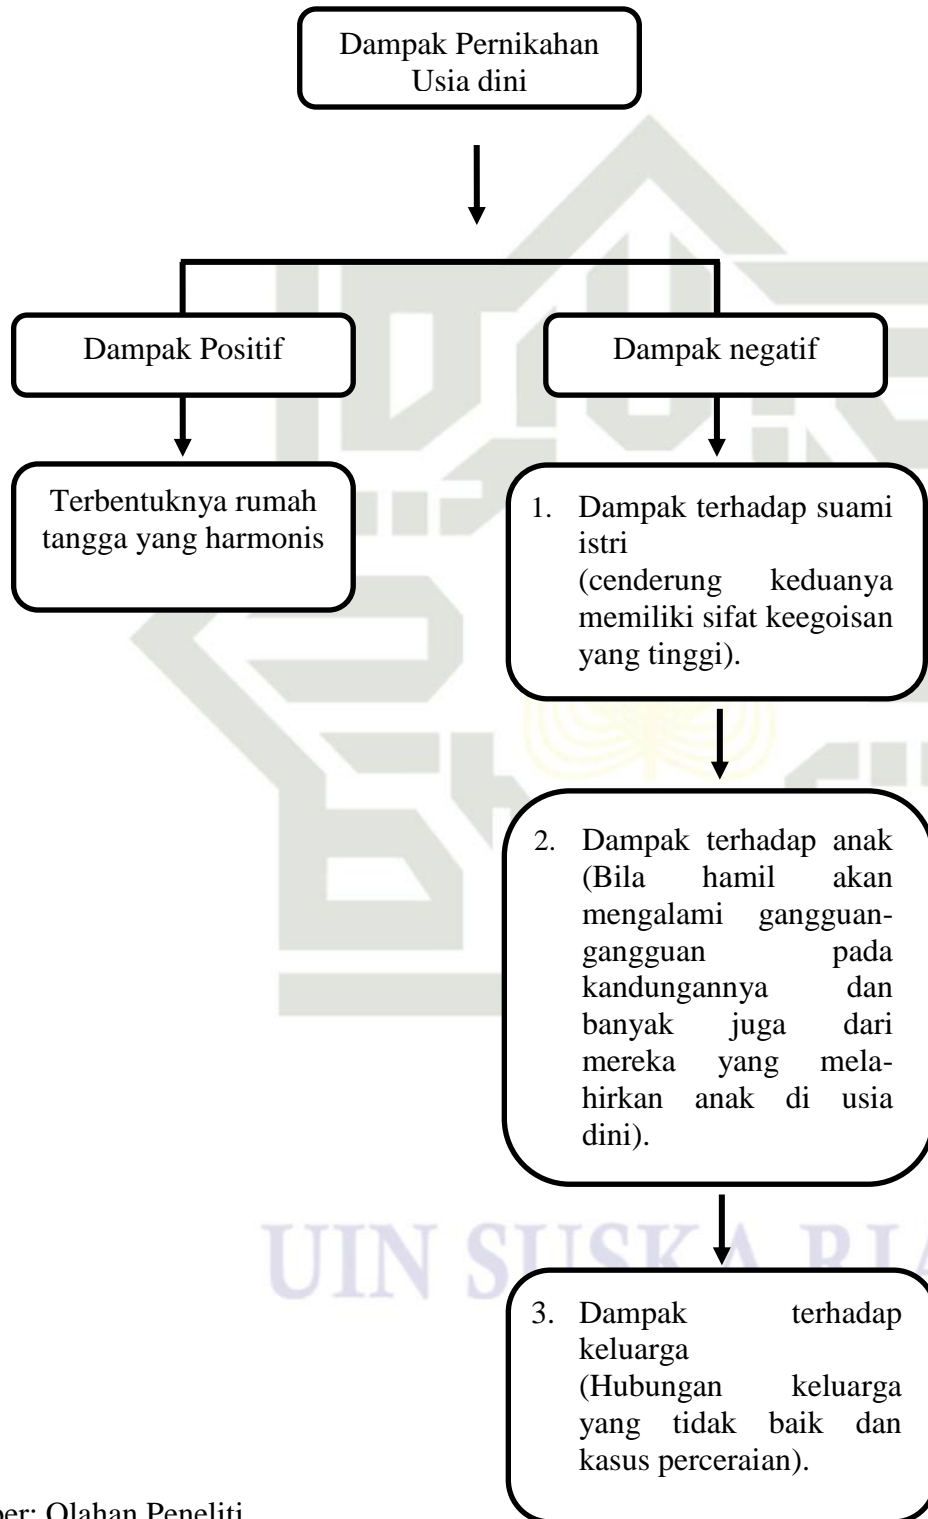 Dampak Pernikahan
Usia dini
Dampak Positif
Dampak negatif
Terbentuknya rumah
tangga yang harmonis
1. Dampak terhadap suami
istri
(cenderung keduanya
memiliki sifat keegoisan
yang tinggi).
2. Dampak terhadap anak
(Bila hamil akan
mengalami gangguan-
gangguan pada
kandungannya dan
banyak juga dari
mereka yang mela-
hirkan anak di usia
dini).
UIN SUSKA
3. Dampak terhadap
keluarga
(Hubungan keluarga
yang tidak baik dan
kasus perceraian).
Olahan Peneliti